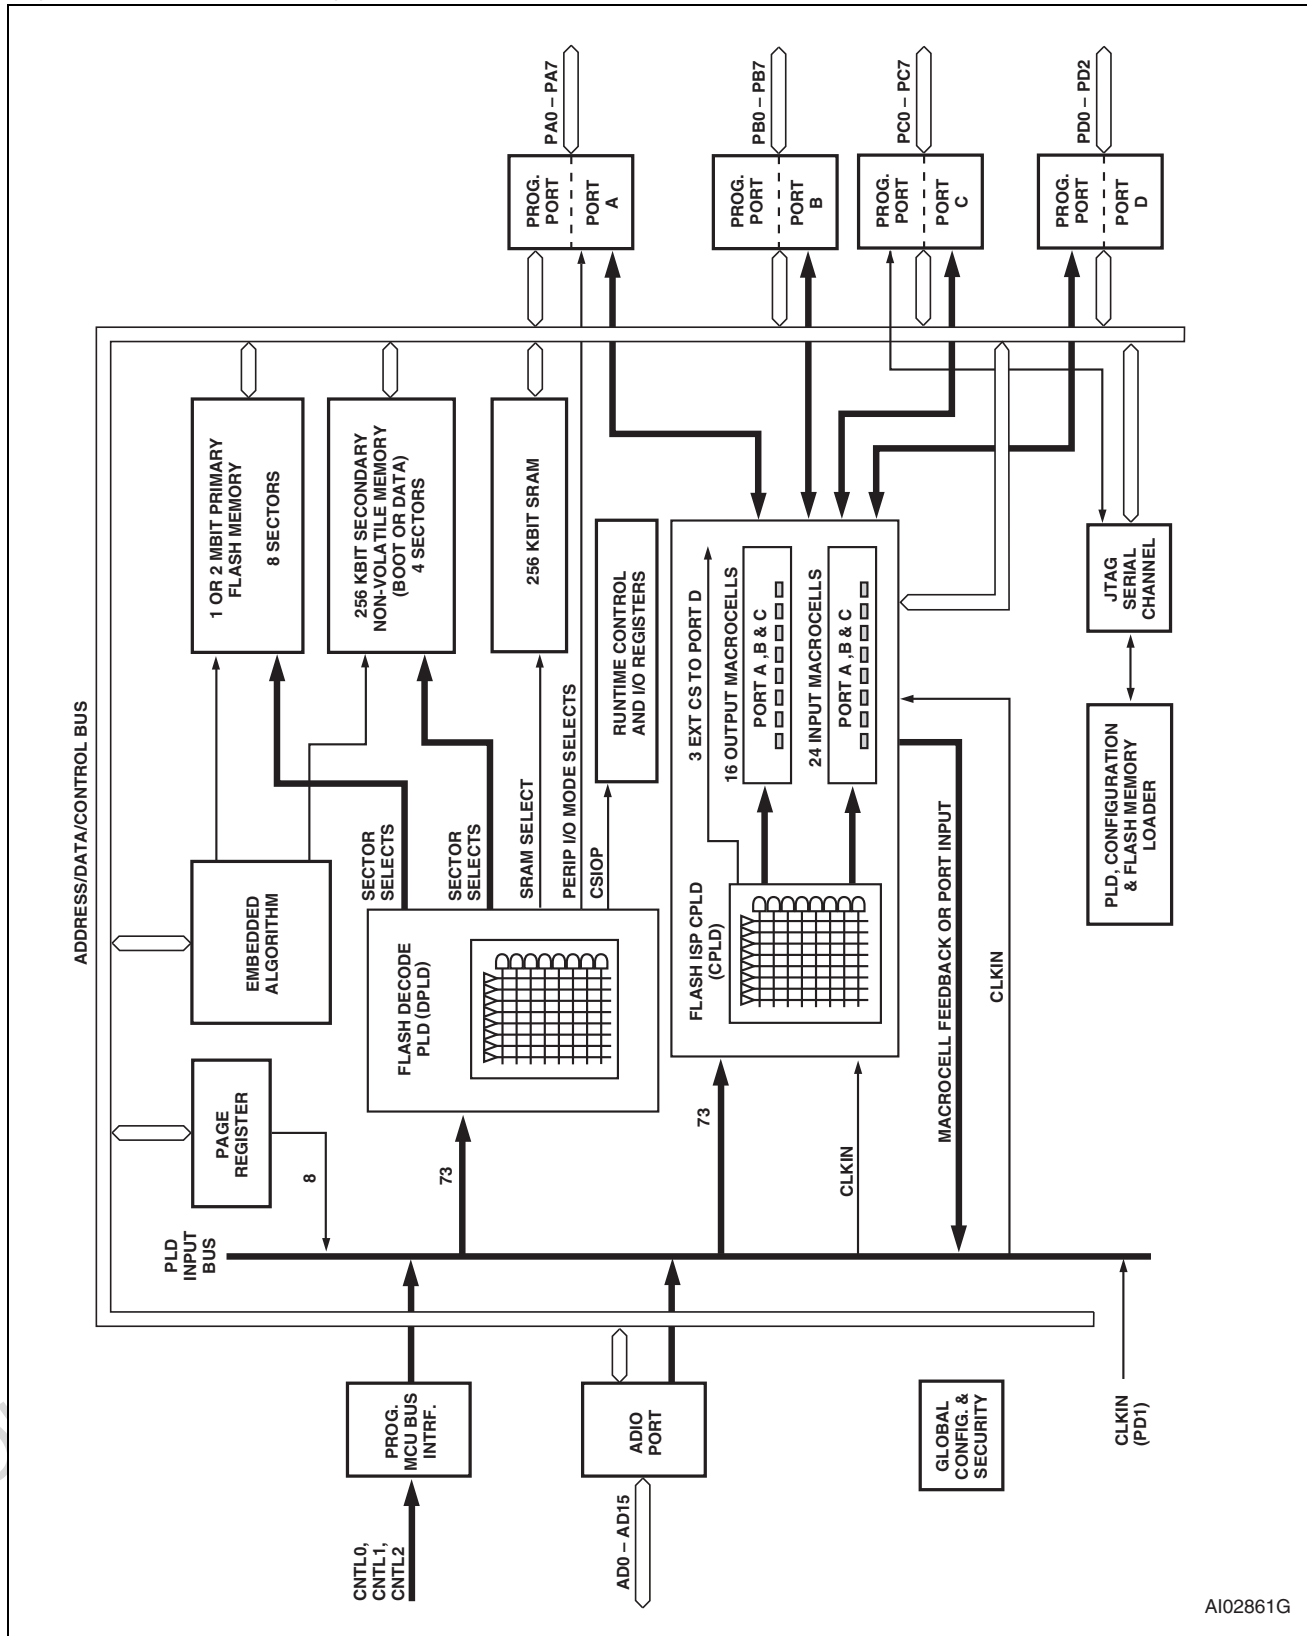 ADDRESS/DATA/CONTROL BUS
CNTL0,
CNTL1,
CNTL2
PROG.
MCU BUS
INTRF.
AD0 – AD15
ADIO
PORT
GLOBAL
CONFIG. &
SECURITY
CLKIN
(PD1)
PLD
INPUT
BUS
PAGE
REGISTER
8
EMBEDDED
ALGORITHM
1 OR 2 MBIT PRIMARY
FLASH MEMORY
8 SECTORS
256 KBIT SECONDARY
NON-VOLATILE MEMORY
(BOOT OR DATA)
4 SECTORS
256 KBIT SRAM
RUNTIME CONTROL
AND I/O REGISTERS
SECTOR
SELECTS
SECTOR
SELECTS
SRAM SELECT
PERIP I/O MODE SELECTS
CSIOP
FLASH DECODE
PLD (DPLD)
73
73
FLASH ISP CPLD
(CPLD)
3 EXT CS TO PORT D
16 OUTPUT MACROCELLS
PORT A ,B & C
24 INPUT MACROCELLS
PORT A ,B & C
CLKIN
MACROCELL FEEDBACK OR PORT INPUT
CLKIN
PROG.
PORT
PORT
A
PA0 – PA7
PROG.
PORT
PORT
B
PB0 – PB7
PROG.
PORT
PORT
C
PC0 – PC7
PROG.
PORT
PORT
D
PD0 – PD2
JTAG
SERIAL
CHANNEL
PLD, CONFIGURATION
& FLASH MEMORY
LOADER
AI02861G